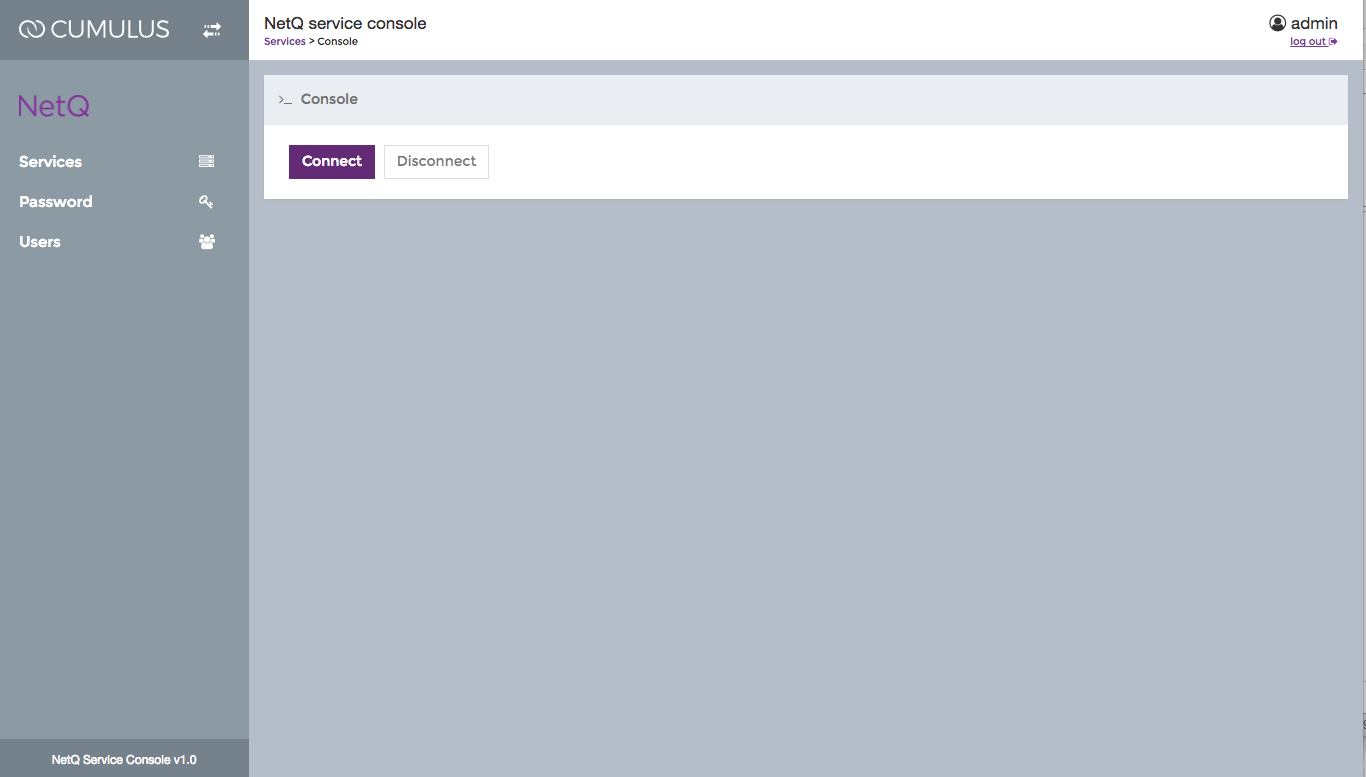 CUMULUS
NetQ service console
Services > Console
admin
log out
NetQ
Services
Password
Users
>_ Console
Connect
Disconnect
NetQ Service Console v1.0